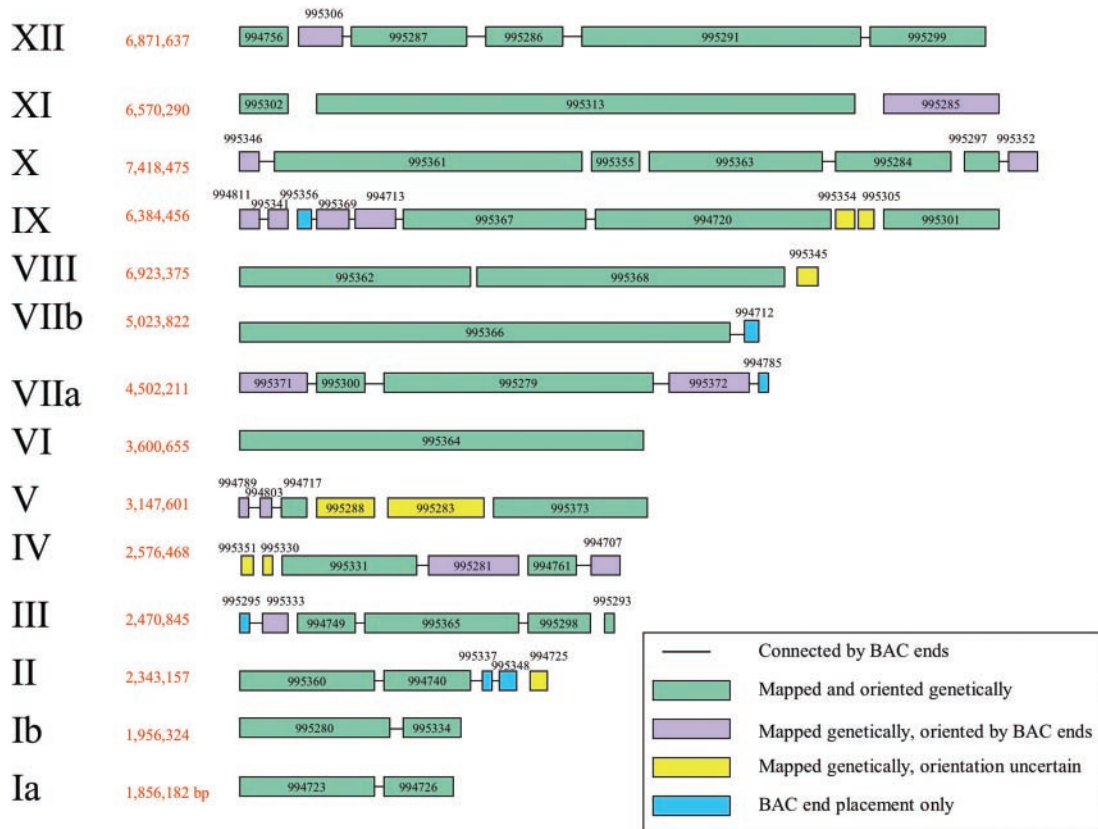 995306
XII 6,871,637 994756 995287 995286 995291 995299
XI 6,570,290 995302 995313 995285
995346 995297 995352
X 7,418,475 995361 995355 995363 995284
994811 995341 995356 995369 994713 995354 995305
IX 6,384,456 995367 994720 995301
995345
VIII 6,923,375 995362 995368
994712
VIIb 5,023,822 995366
994785
VIIa 4,502,211 995371 995300 995279 995372
VI 3,600,655 995364
994789 994803 994717
V 3,147,601 995288 995283 995373
995351 995330 994707
IV 2,576,468 995331 995281 994761
995295 995333 995293
III 2,470,845 994749 995365 995298
995337 995348 994725
II 2,343,157 995360 994740
Ib 1,956,324 995280 995334
Ia 1,856,182 bp 994723 994726
Connected by BAC ends
Mapped and oriented genetically
Mapped genetically, oriented by BAC ends
Mapped genetically, orientation uncertain
BAC end placement only